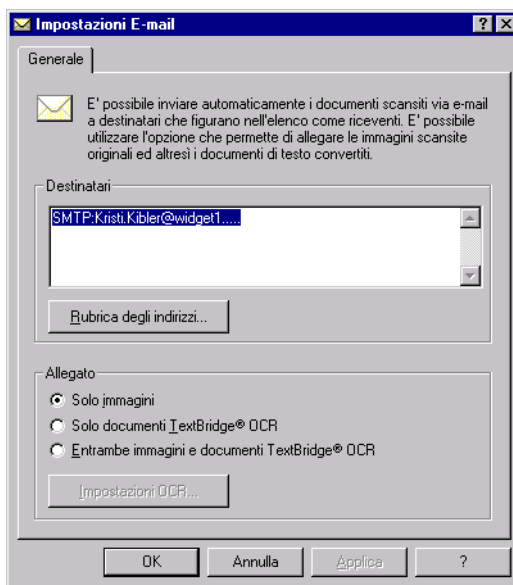 Impostazioni E-mail
Generale
E' possibile inviare automaticamente i documenti scansiti via e-mail
a destinatari che figurano nell'elenco come riceventi. E' possibile
utilizzare l'opzione che permette di allegare le immagini scansite
originali ed altresì i documenti di testo convertiti.
Destinatari
SMTP:Kristi.Kibler@widget1.....
Rubrica degli indirizzi...
Allegato
Solo immagini
Solo documenti TextBridge® OCR
Entrambe immagini e documenti TextBridge® OCR
Impostazioni OCR...
OK Annulla Applica ?